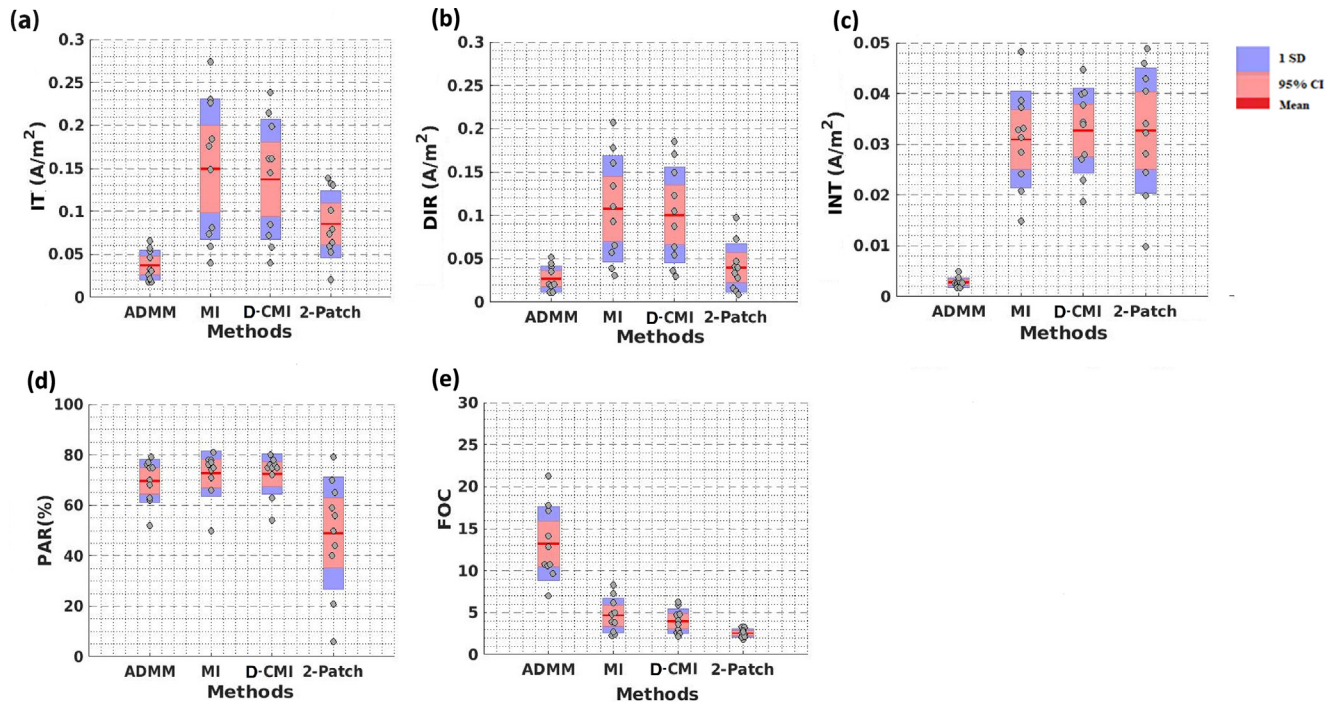 (a)
0.3
0.25
0.2
0.15
0.1
0.05
0
IT (A/m²)
ADMM MI D-CMI 2-Patch
Methods
(b)
0.3
0.25
0.2
0.15
0.1
0.05
0
DIR (A/m²)
ADMM MI D-CMI 2-Patch
Methods
(c)
0.05
0.04
0.03
0.02
0.01
0
INT (A/m²)
ADMM MI D-CMI 2-Patch
Methods
1 SD
95% CI
Mean
(d)
100
80
60
40
20
0
PAR(%)
ADMM MI D-CMI 2-Patch
Methods
(e)
30
25
20
15
10
5
0
FOC
ADMM MI D-CMI 2-Patch
Methods